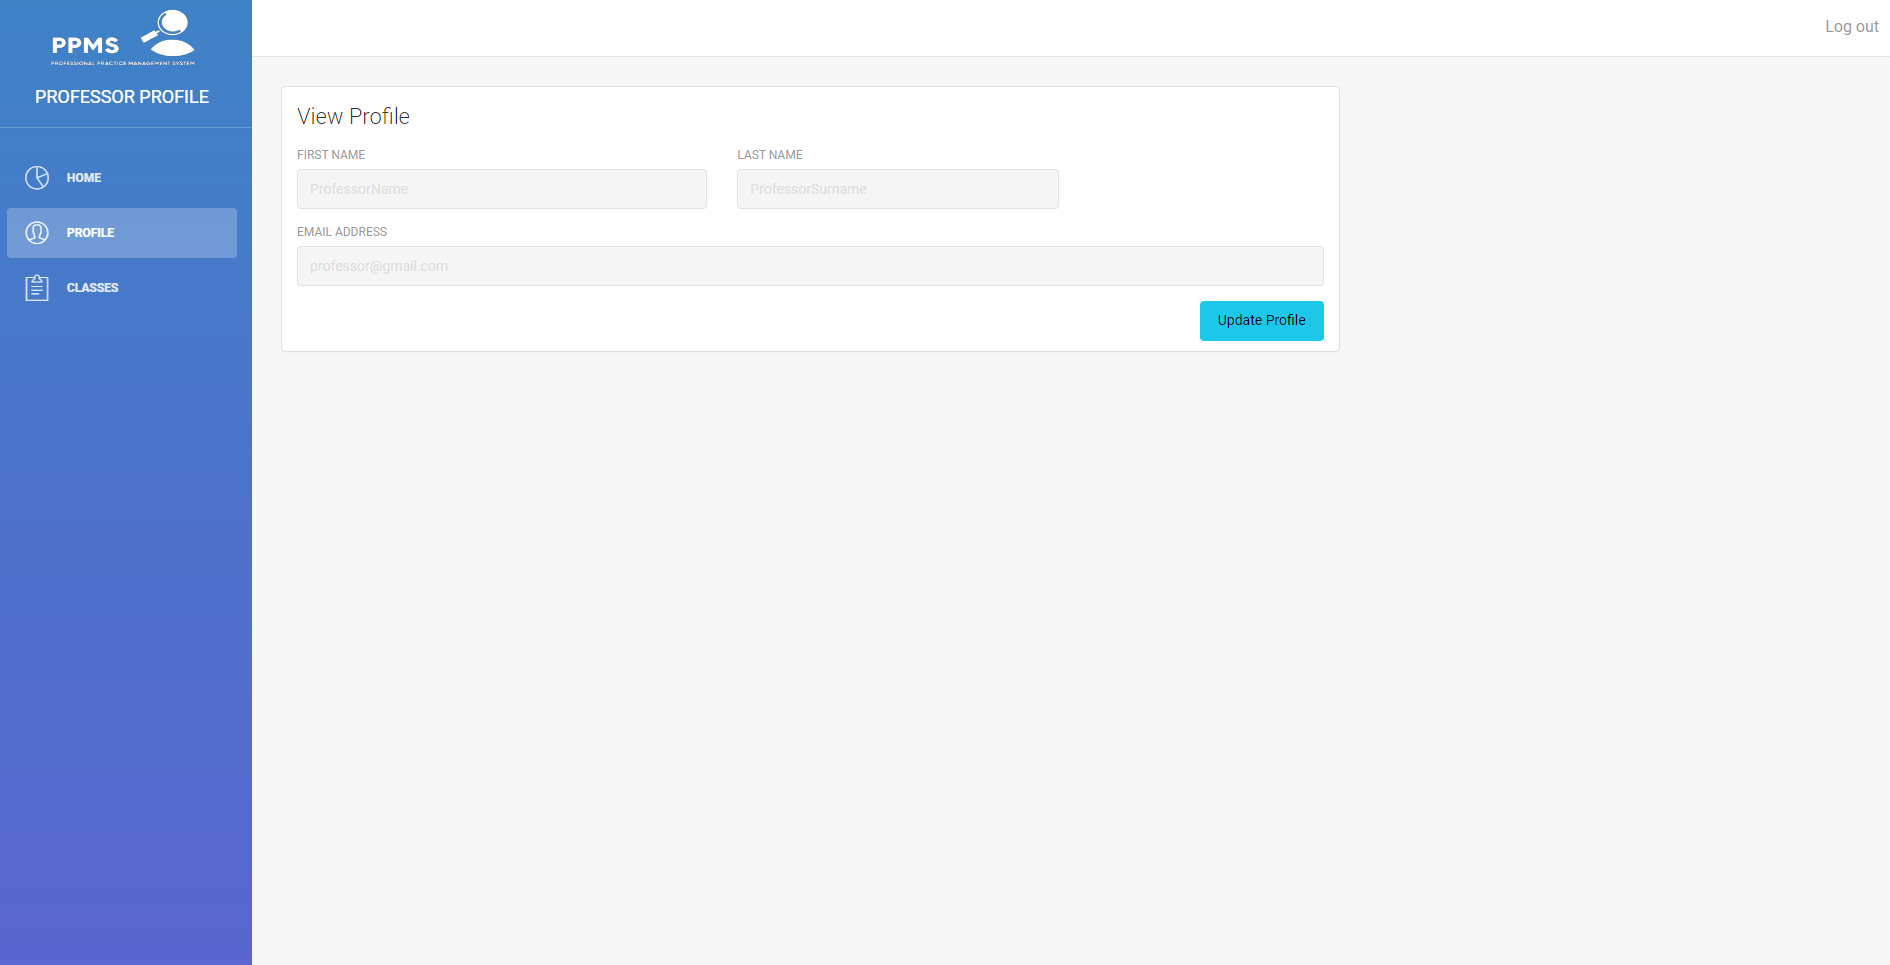 PPMS
PROFESSIONAL PRACTICE MANAGEMENT SYSTEM
PROFESSOR PROFILE
HOME
PROFILE
CLASSES
Log out
View Profile
FIRST NAME
LAST NAME
ProfessorName
ProfessorSurname
EMAIL ADDRESS
professor@gmail.com
Update Profile